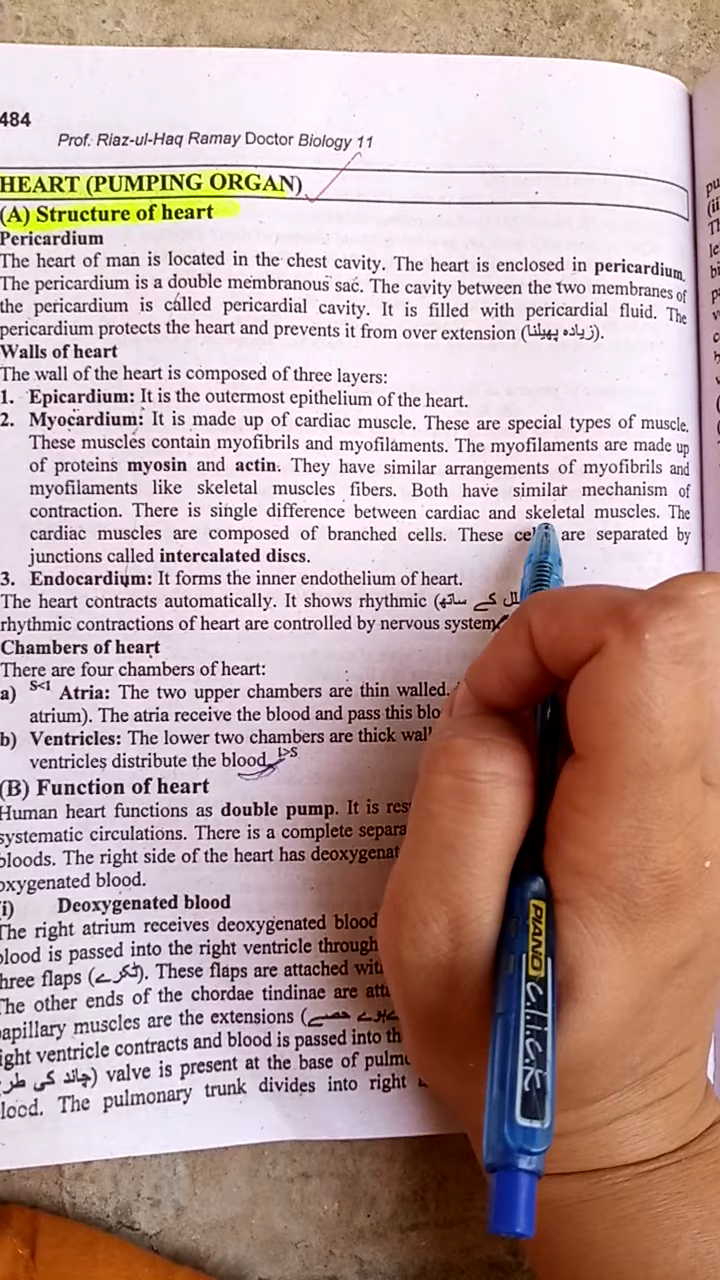 484
Prof. Riaz-ul-Haq Ramay Doctor Biology 11
HEART (PUMPING ORGAN)
(A) Structure of heart
Pericardium
The heart of man is located in the chest cavity. The heart is enclosed in pericardium.
The pericardium is a double membranous sac. The cavity between the two membranes of
the pericardium is called pericardial cavity. It is filled with pericardial fluid. The
pericardium protects the heart and prevents it from over extension (زیادہ پھیلنا).
Walls of heart
The wall of the heart is composed of three layers:
1. Epicardium: It is the outermost epithelium of the heart.
2. Myocardium: It is made up of cardiac muscle. These are special types of muscle.
These muscles contain myofibrils and myofilaments. The myofilaments are made up
of proteins myosin and actin. They have similar arrangements of myofibrils and
myofilaments like skeletal muscles fibers. Both have similar mechanism of
contraction. There is single difference between cardiac and skeletal muscles. The
cardiac muscles are composed of branched cells. These are separated by
junctions called intercalated discs.
3. Endocardium: It forms the inner endothelium of heart.
The heart contracts automatically. It shows rhythmic (کے ساتھ
rhythmic contractions of heart are controlled by nervous system
Chambers of heart
There are four chambers of heart:
a) S<1 Atria: The two upper chambers are thin walled.
atrium). The atria receive the blood and pass this
b) Ventricles: The lower two chambers are thick
ventricles distribute the blood. L>S
(B) Function of heart
Human heart functions as double pump. It is
systematic circulations. There is a complete
bloods. The right side of the heart has
oxygenated blood.
(i) Deoxygenated blood
The right atrium receives deoxygenated blood
blood is passed into the right ventricle through
three flaps (ٹکڑے). These flaps are attached
The other ends of the chordae tindinae are
papillary muscles are the extensions (حصے
right ventricle contracts and blood is passed into
چاند کی طرح) valve is present at the base of
blood. The pulmonary trunk divides into right
PIANO
click